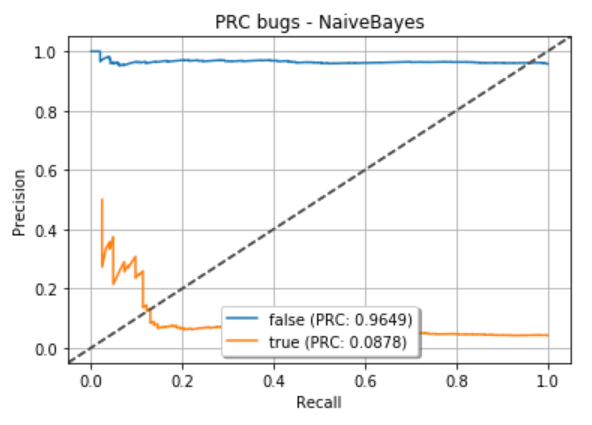 PRC bugs - NaiveBayes
1.0
0.8
0.6
0.4
0.2
0.0
Precision
false (PRC: 0.9649)
true (PRC: 0.0878)
0.0 0.2 0.4 0.6 0.8 1.0
Recall